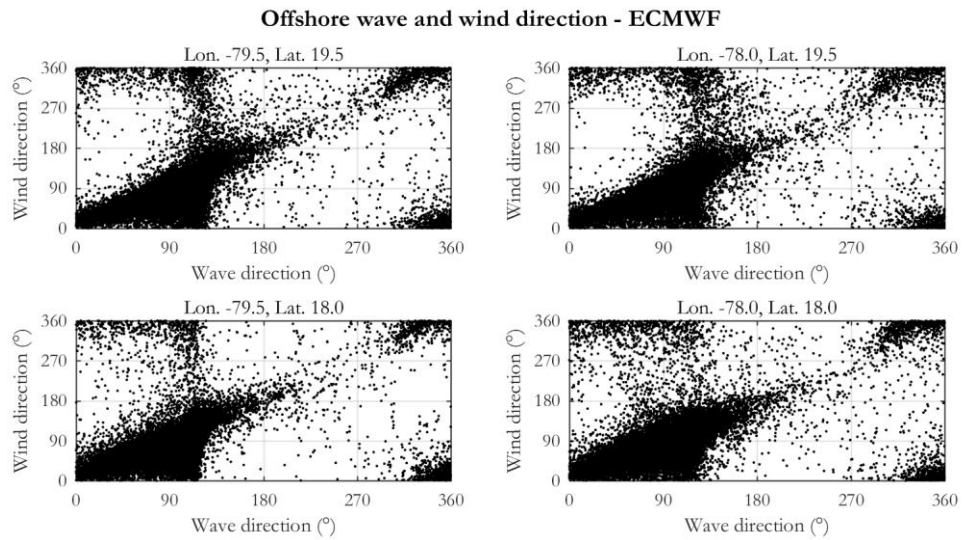 Offshore wave and wind direction - ECMWF
Lon. -79.5, Lat. 19.5
360
270
180
90
0
Wind direction (°)
0 90 180 270 360
Wave direction (°)
Lon. -78.0, Lat. 19.5
360
270
180
90
0
Wind direction (°)
0 90 180 270 360
Wave direction (°)
Lon. -79.5, Lat. 18.0
360
270
180
90
0
Wind direction (°)
0 90 180 270 360
Wave direction (°)
Lon. -78.0, Lat. 18.0
360
270
180
90
0
Wind direction (°)
0 90 180 270 360
Wave direction (°)